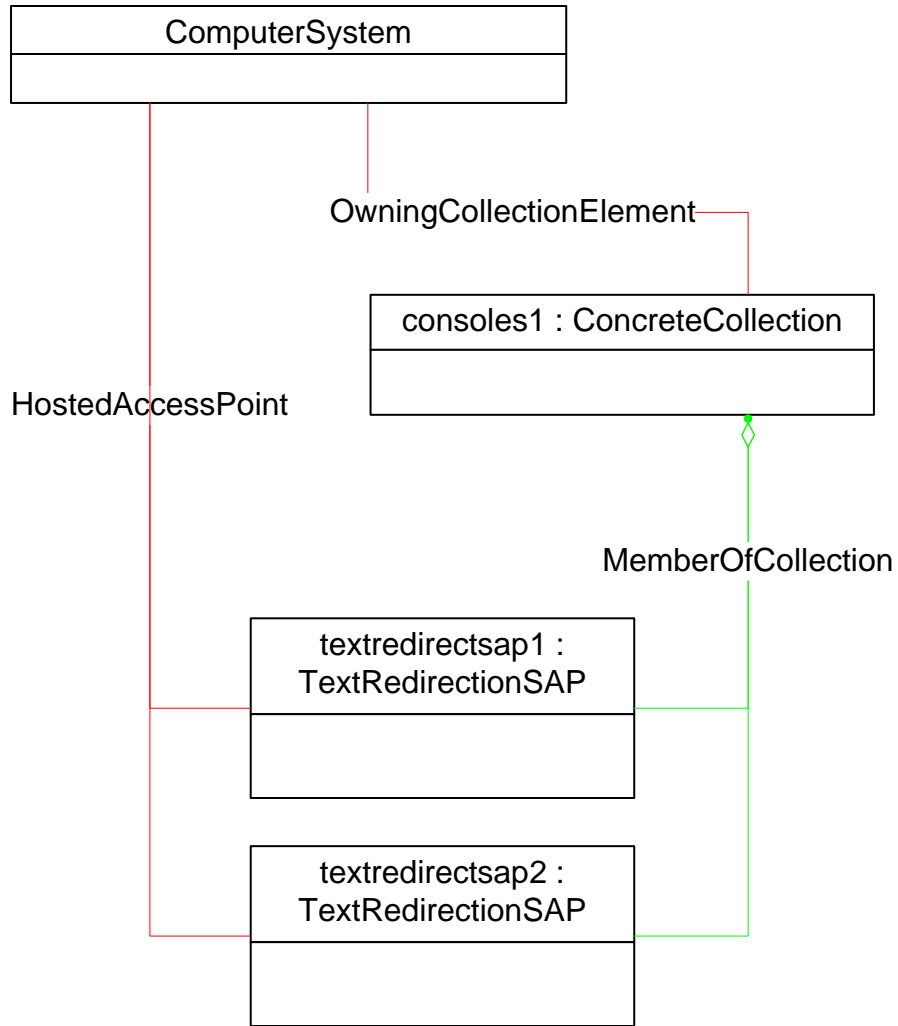 ComputerSystem
OwningCollectionElement
consoles1 : ConcreteCollection
HostedAccessPoint
MemberOfCollection
textredirectsap1 :
TextRedirectionSAP
textredirectsap2 :
TextRedirectionSAP